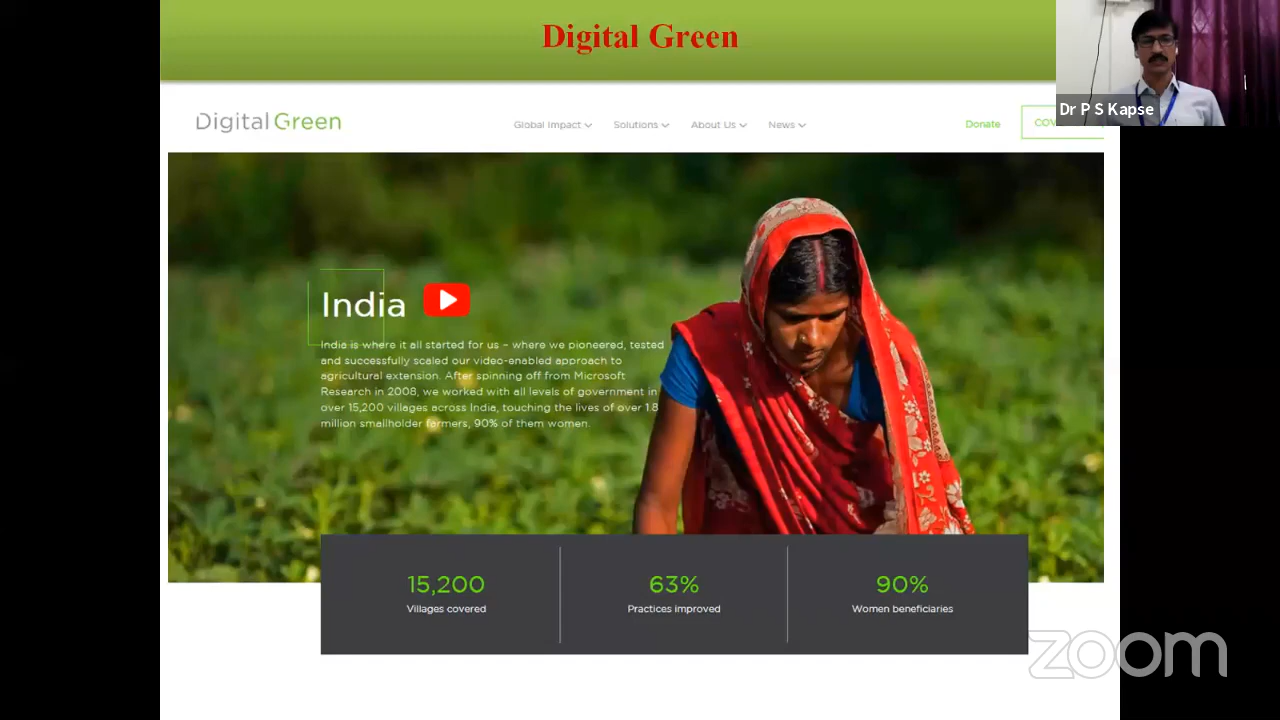 Digital Green
Dr P S Kapse
Digital Green
Global Impact
Solutions
About Us
News
Donate
India
India is where it all started for us – where we pioneered, tested
and successfully scaled our video-enabled approach to
agricultural extension. After spinning off from Microsoft
Research in 2008, we worked with all levels of government in
over 15,200 villages across India, touching the lives of over 1.8
million smallholder farmers, 90% of them women.
15,200
Villages covered
63%
Practices improved
90%
Women beneficiaries
zoom